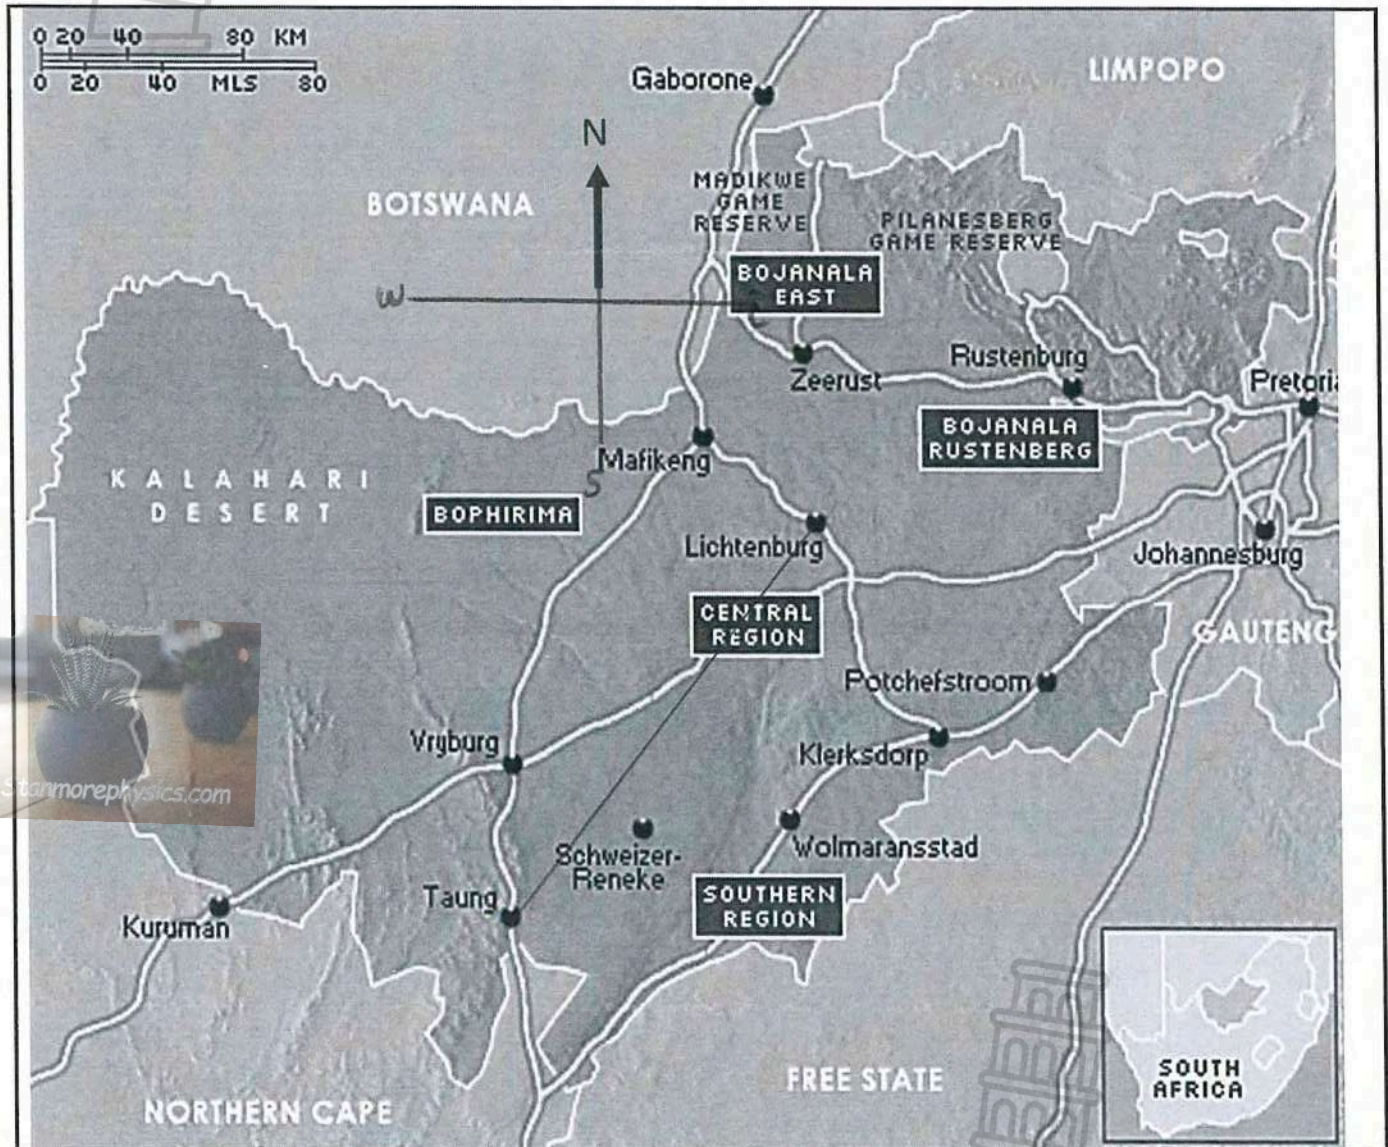 0 20 40 80 KM
0 20 40 MLS 80
Gaborone
LIMPOPO
N
BOTSWANA
MADIKWE
GAME
RESERVE
PILANESBERG
GAME RESERVE
BOJANALA
EAST
W
Zeerust
Rustenburg
Pretoria
BOJANALA
RUSTENBERG
Mafikeng
S
KALAHARI
DESERT
BOPHIRIMA
Lichtenburg
Johannesburg
CENTRAL
REGION
GAUTENG
Potchefstroom
Vryburg
Klerksdorp
Stanmorephysics.com
Wolmaransstad
Schweizer-
Reneke
Taung
SOUTHERN
REGION
Kuruman
FREE STATE
SOUTH
AFRICA
NORTHERN CAPE